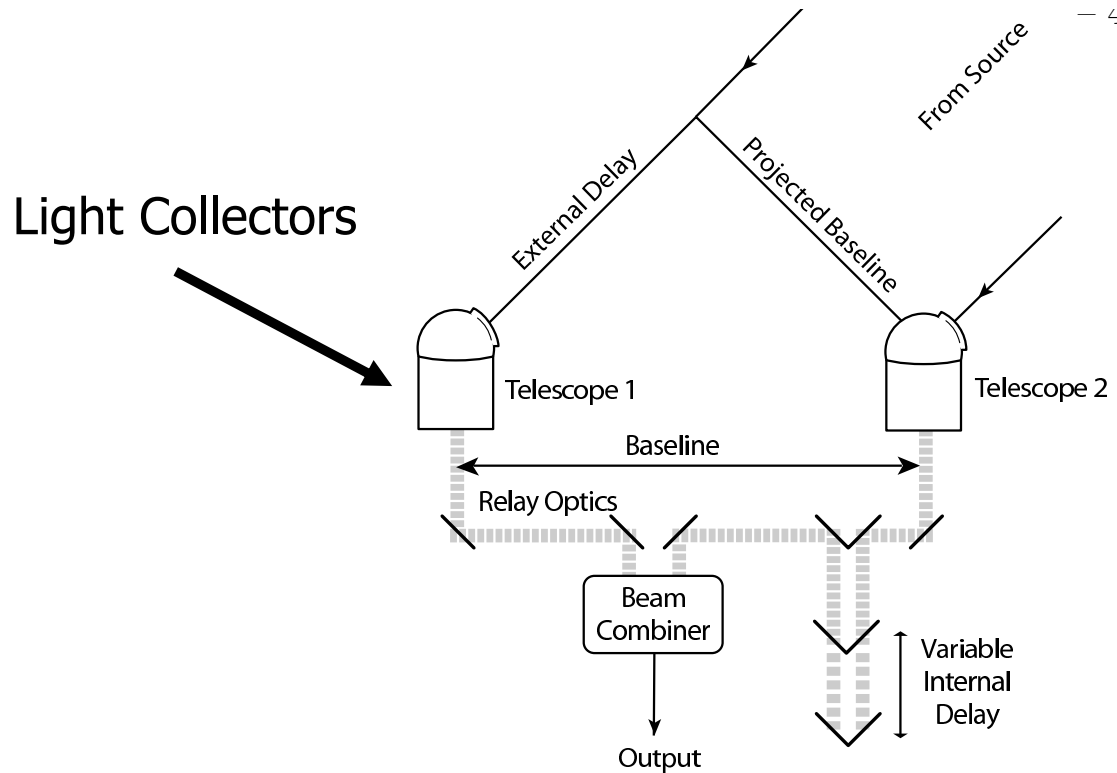 – 4
From Source
External Delay
Projected Baseline
Light Collectors
Telescope 1
Telescope 2
Baseline
Relay Optics
Beam
Combiner
Variable
Internal
Delay
Output